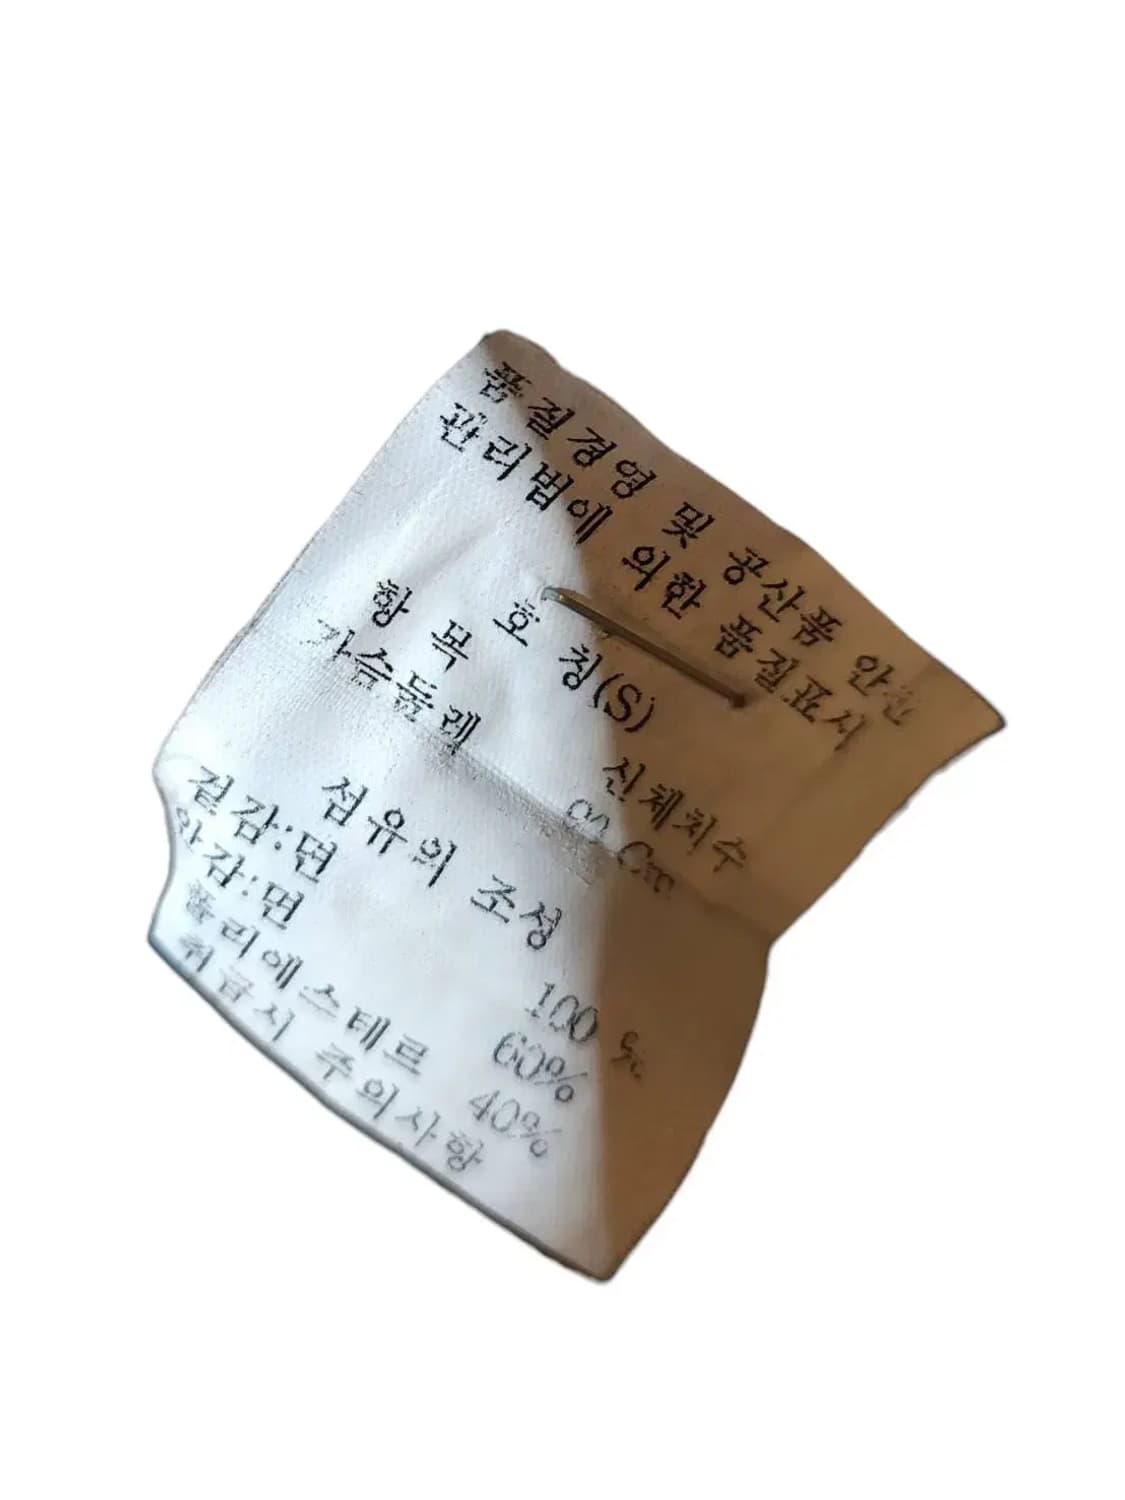 품질경영 및 공산품 안전
관리법에 의한 품질표시
호 칭(S)
항 목 신체치수
가슴둘레 Cm
섬유의 조성
겉감:면 100 %
안감:면 60%
폴리에스테르 40%
취급시 주의사항